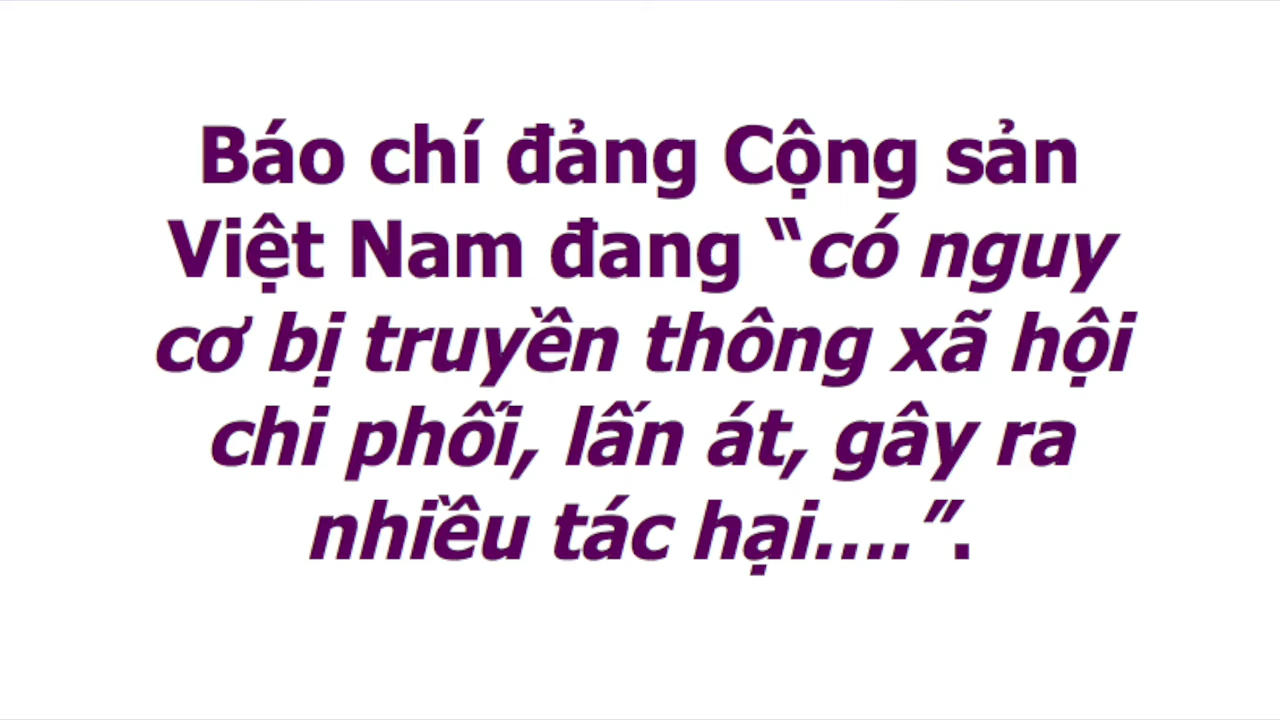 Báo chí đảng Cộng sản
Việt Nam đang “có nguy
cơ bị truyền thông xã hội
chi phối, lấn át, gây ra
nhiều tác hại....”.